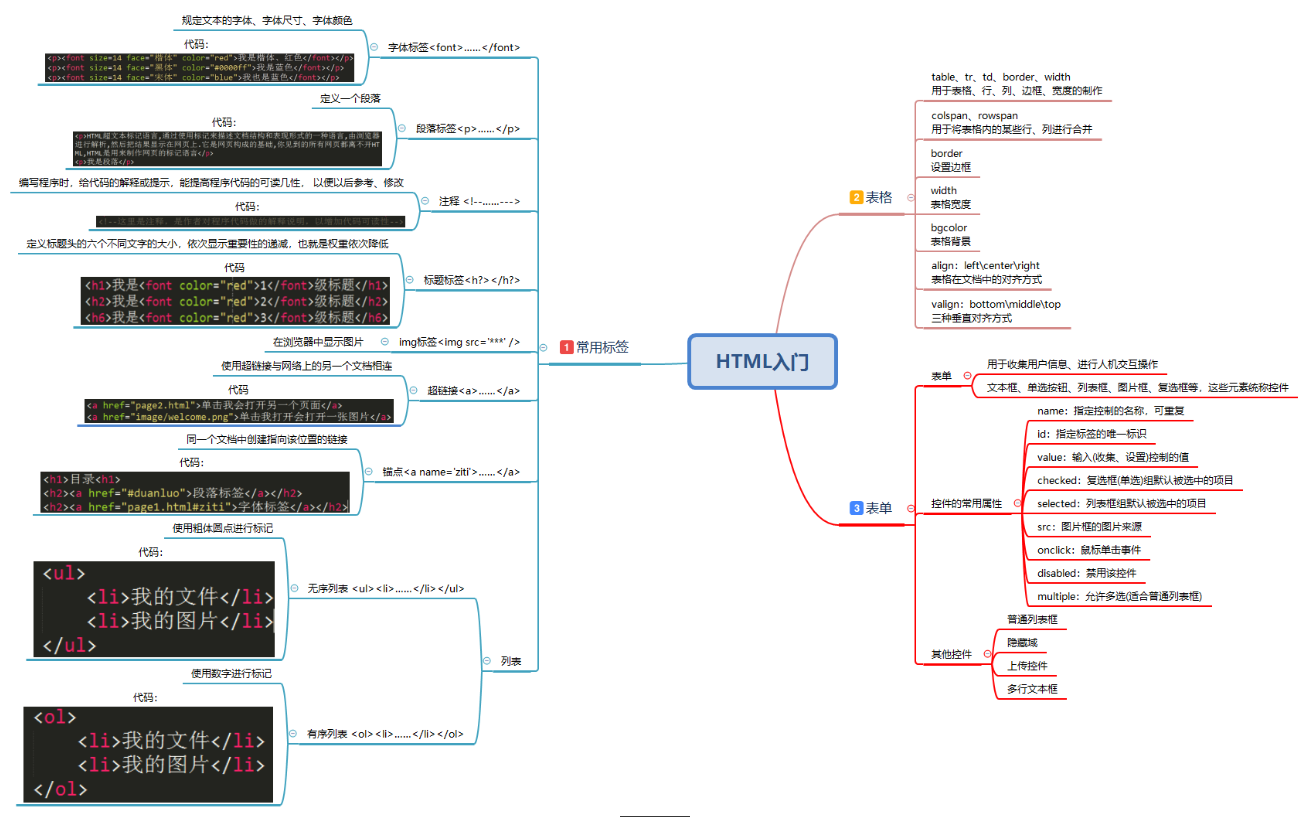 HTML入门
1 常用标签
字体标签<font>......</font>
规定文本的字体、字体尺寸、字体颜色
代码：
<p><font size=14 face="楷体" color="red">我是楷体、红色</font></p>
<p><font size=14 face="黑体" color="#0000ff">我是蓝色</font></p>
<p><font size=14 face="宋体" color="blue">我也是蓝色</font></p>
段落标签<p>......</p>
定义一个段落
代码：
<p>HTML超文本标记语言,通过使用标记来描述文档结构和表现形式的一种语言,由浏览器
进行解析,然后把结果显示在网页上.它是网页构成的基础,你见到的所有网页都离不开HT
ML,HTML是用来制作网页的标记语言</p>
<p>我是段落</p>
注释 <!--......--->
编写程序时，给代码的解释或提示，能提高程序代码的可读几性， 以便以后参考、修改
代码：
<!--这里是注释，是作者对程序代码做的解释说明，以增加代码可读性-->
标题标签<h?></h?>
定义标题头的六个不同文字的大小，依次显示重要性的递减，也就是权重依次降低
代码
<h1>我是<font color="red">1</font>级标题</h1>
<h2>我是<font color="red">2</font>级标题</h2>
<h6>我是<font color="red">3</font>级标题</h6>
img标签<img src='***' />
在浏览器中显示图片
超链接<a>......</a>
使用超链接与网络上的另一个文档相连
代码
<a href="page2.html">单击我会打开另一个页面</a>
<a href="image/welcome.png">单击我打开会打开一张图片</a>
锚点<a name='ziti'>......</a>
同一个文档中创建指向该位置的链接
代码：
<h1>目录<h1>
<h2><a href="#duanluo">段落标签</a></h2>
<h2><a href="page1.html#ziti">字体标签</a></h2>
列表
无序列表 <ul><li>......</li></ul>
使用粗体圆点进行标记
代码：
<ul>
<li>我的文件</li>
<li>我的图片</li>
</ul>
有序列表 <ol><li>......</li></ol>
使用数字进行标记
代码：
<ol>
<li>我的文件</li>
<li>我的图片</li>
</ol>
2 表格
table、tr、td、border、width
用于表格、行、列、边框、宽度的制作
colspan、rowspan
用于将表格内的某些行、列进行合并
border
设置边框
width
表格宽度
bgcolor
表格背景
align：left\center\right
表格在文档中的对齐方式
valign：bottom\middle\top
三种垂直对齐方式
3 表单
表单
用于收集用户信息、进行人机交互操作
文本框、单选按钮、列表框、图片框、复选框等，这些元素统称控件
控件的常用属性
name：指定控制的名称，可重复
id：指定标签的唯一标识
value：输入(收集、设置)控制的值
checked：复选框(单选)组默认被选中的项目
selected：列表框组默认被选中的项目
src：图片框的图片来源
onclick：鼠标单击事件
disabled：禁用该控件
multiple：允许多选(适合普通列表框)
其他控件
普通列表框
隐藏域
上传控件
多行文本框